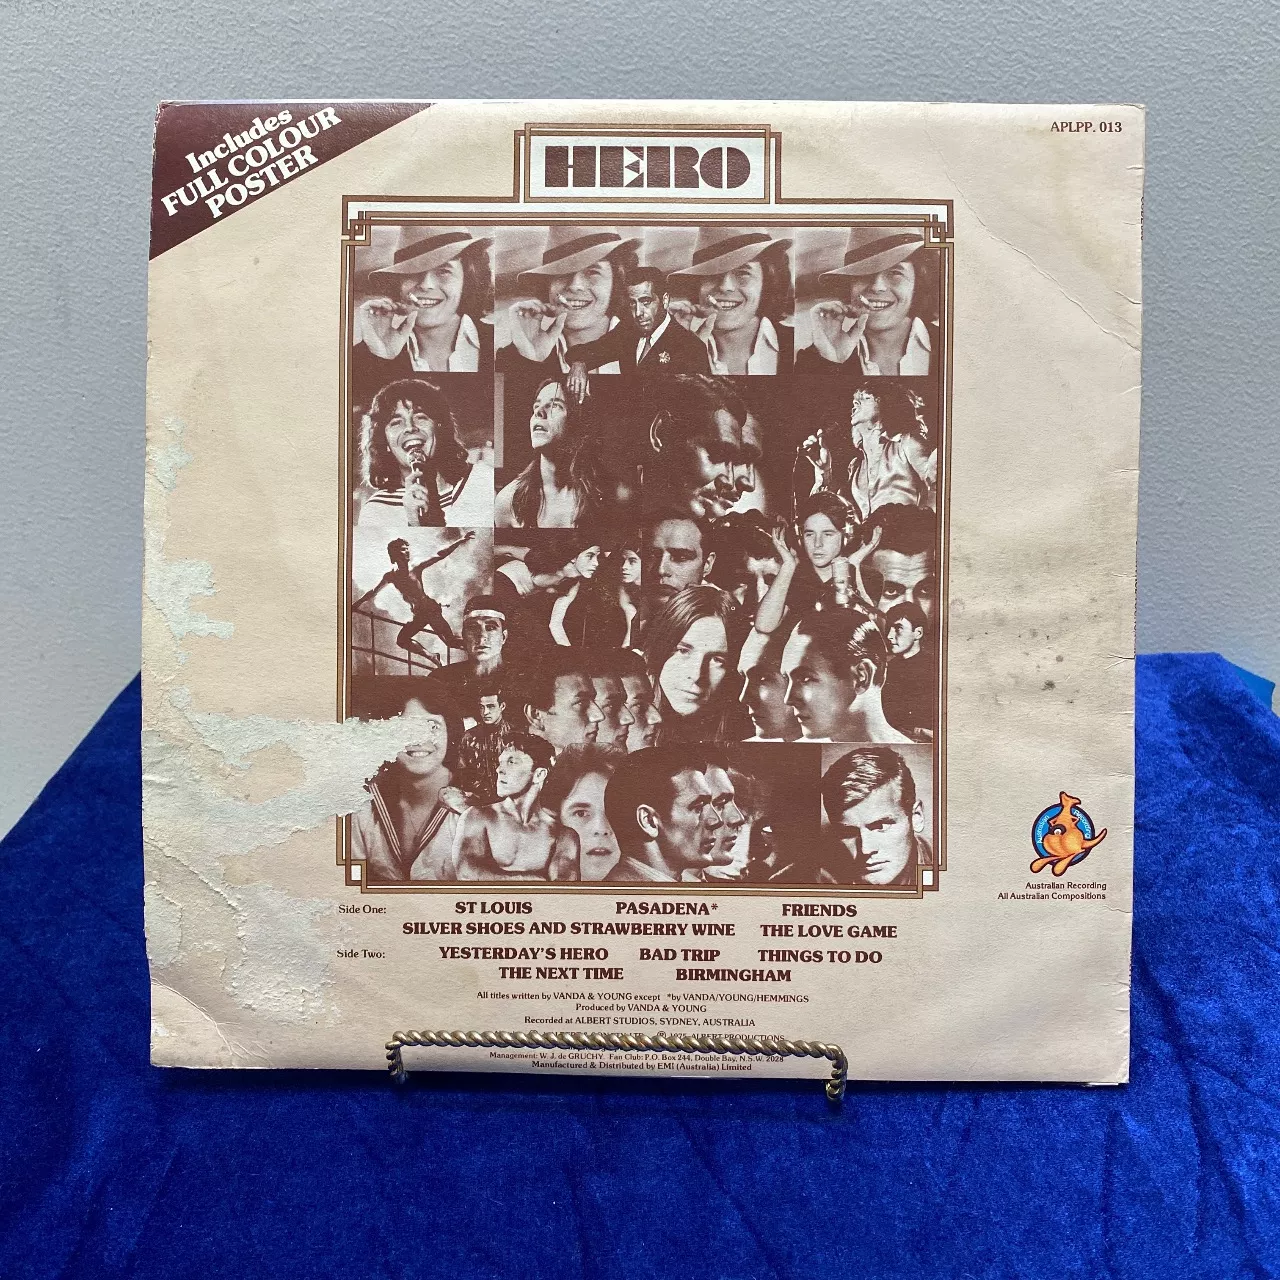 Includes
FULL COLOUR
POSTER
APLPP. 013
HERO
Australian Recording
All Australian Compositions
Side One: ST LOUIS PASADENA* FRIENDS
SILVER SHOES AND STRAWBERRY WINE THE LOVE GAME
Side Two: YESTERDAY'S HERO BAD TRIP THINGS TO DO
THE NEXT TIME BIRMINGHAM
All titles written by VANDA & YOUNG except *by VANDA/YOUNG/HEMMINGS
Produced by VANDA & YOUNG
Recorded at ALBERT STUDIOS, SYDNEY, AUSTRALIA
Ⓟ 1975 ALBERT PRODUCTIONS
Management: W. J. de GRUCHY. Fan Club: P.O. Box 244, Double Bay, N.S.W. 2028
Manufactured & Distributed by EMI (Australia) Limited